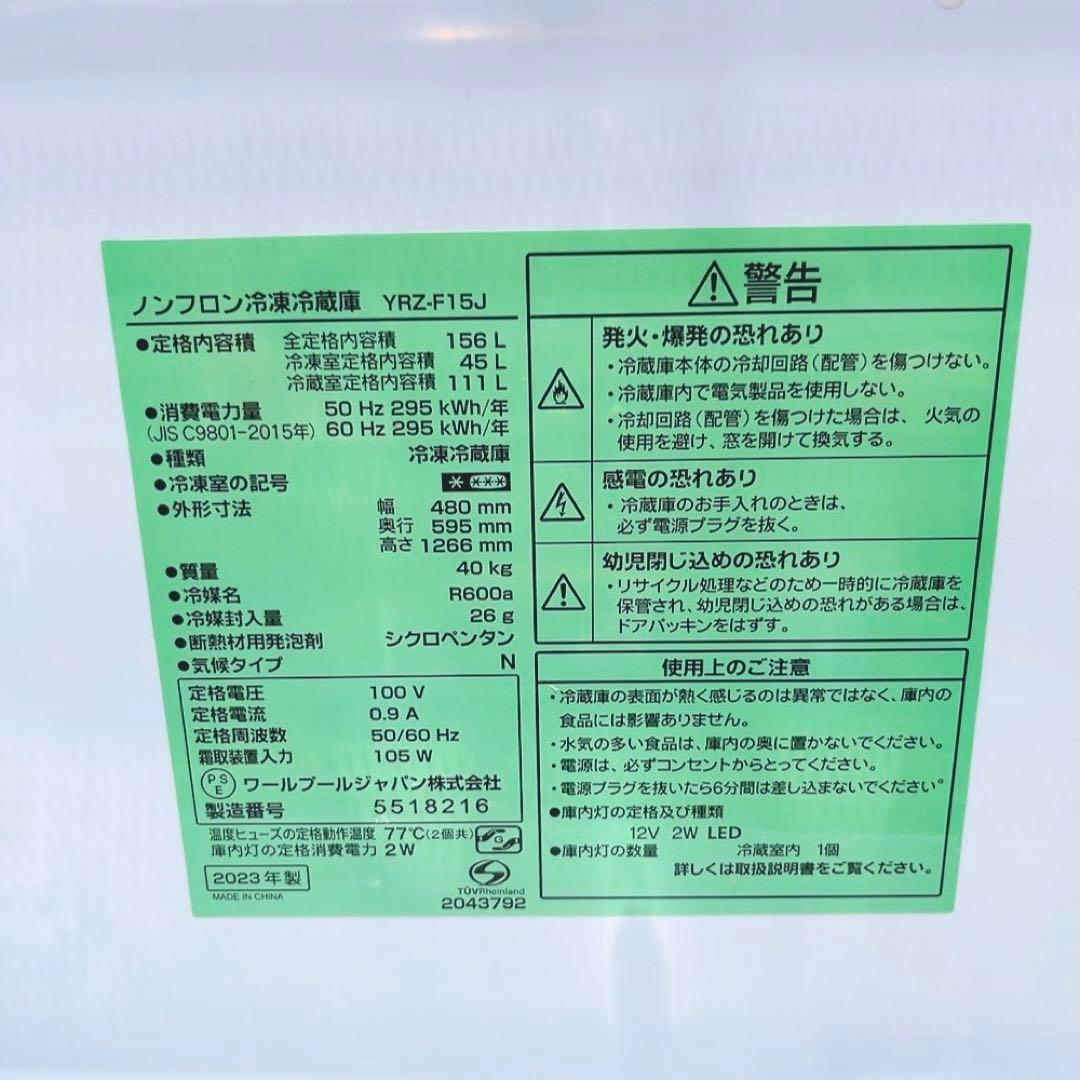 ノンフロン冷凍冷蔵庫 YRZ-F15J
●定格内容積 全定格内容積 156 L
冷凍室定格内容積 45 L
冷蔵室定格内容積 111 L
●消費電力量 50 Hz 295 kWh/年
(JIS C9801-2015年) 60 Hz 295 kWh/年
●種類 冷凍冷蔵庫
●冷凍室の記号
●外形寸法 幅 480 mm
奥行 595 mm
高さ 1266 mm
●質量 40 kg
●冷媒名 R600a
●冷媒封入量 26 g
●断熱材用発泡剤 シクロペンタン
●気候タイプ N
定格電圧 100 V
定格電流 0.9 A
定格周波数 50/60 Hz
霜取装置入力 105 W
PSE ワールプールジャパン株式会社
製造番号 5518216
温度ヒューズの定格動作温度 77℃(2個共)
G
庫内灯の定格消費電力 2W
2023年製
MADE IN CHINA
TÜVRheinland
2043792
警告
発火・爆発の恐れあり
・冷蔵庫本体の冷却回路(配管)を傷つけない。
・冷蔵庫内で電気製品を使用しない。
・冷却回路(配管)を傷つけた場合は、火気の
使用を避け、窓を開けて換気する。
感電の恐れあり
・冷蔵庫のお手入れのときは、
必ず電源プラグを抜く。
幼児閉じ込めの恐れあり
・リサイクル処理などのため一時的に冷蔵庫を
保管され、幼児閉じ込めの恐れがある場合は、
ドアパッキンをはずす。
使用上のご注意
・冷蔵庫の表面が熱く感じるのは異常ではなく、庫内の
食品には影響ありません。
・水気の多い食品は、庫内の奥に置かないでください。
・電源は、必ずコンセントからとってください。
・電源プラグを抜いたら6分間は差し込まないでください。
●庫内灯の定格及び種類
12V 2W LED
●庫内灯の数量 冷蔵室内 1個
詳しくは取扱説明書をご覧ください。